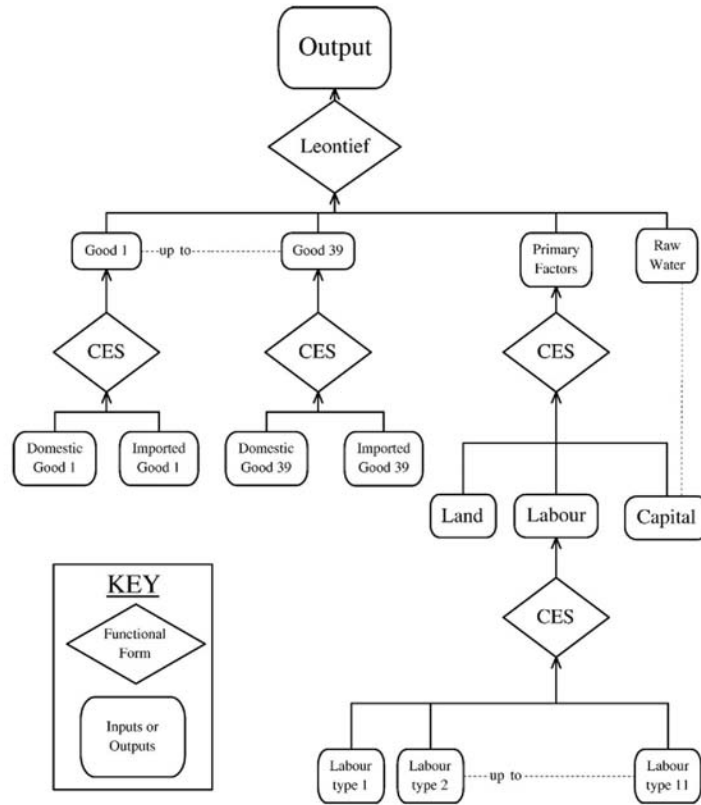 Output
Leontief
Good 1
up to
Good 39
Primary
Factors
Raw
Water
CES
CES
CES
Domestic
Good 1
Imported
Good 1
Domestic
Good 39
Imported
Good 39
Land
Labour
Capital
KEY
Functional
Form
Inputs or
Outputs
CES
Labour
type 1
Labour
type 2
up to
Labour
type 11